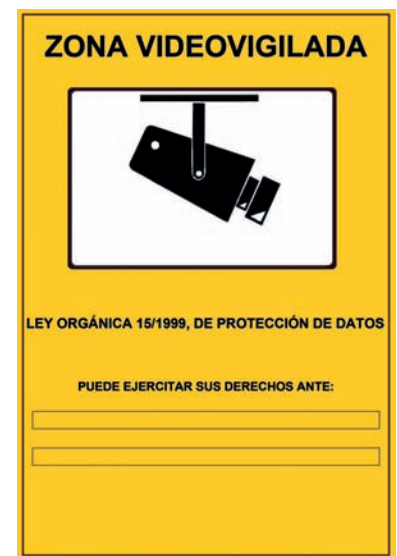 ZONA VIDEOVIGILADA
LEY ORGÁNICA 15/1999, DE PROTECCIÓN DE DATOS
PUEDE EJERCITAR SUS DERECHOS ANTE: